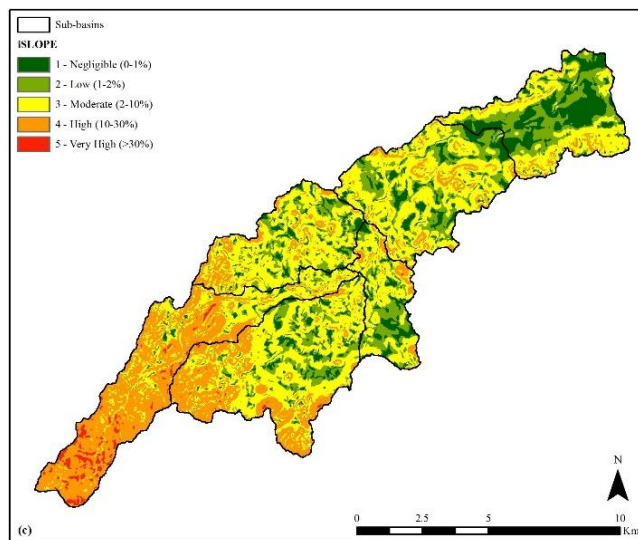 Sub-basins
iSLOPE
1 - Negligible (0-1%)
2 - Low (1-2%)
3 - Moderate (2-10%)
4 - High (10-30%)
5 - Very High (>30%)
N
0 2.5 5 10
Km
(c)